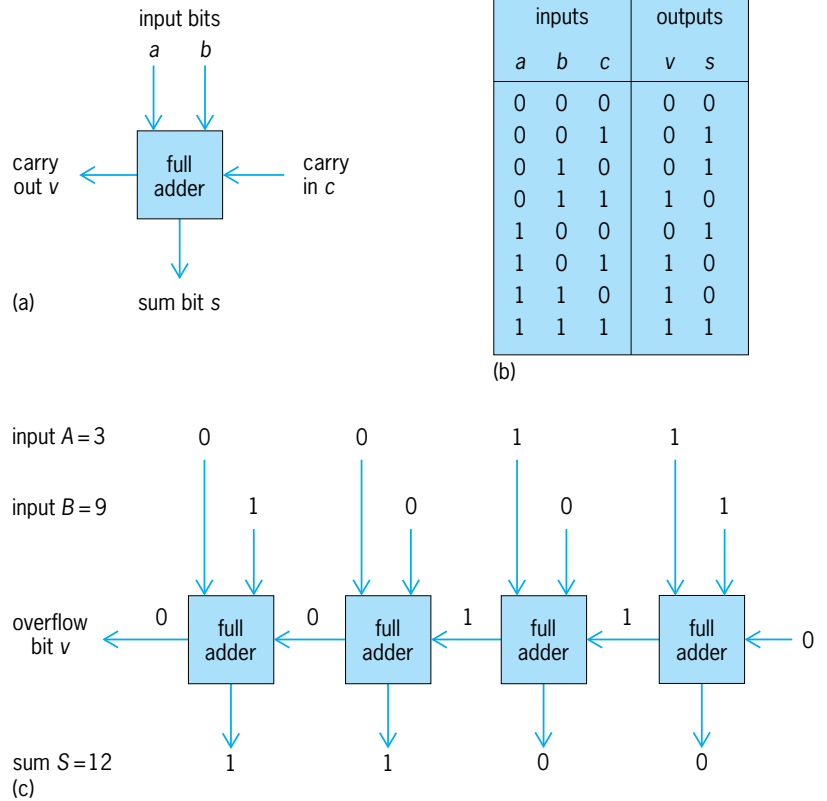 input bits
a b
full
adder
carry
out v
carry
in c
sum bit s
(a)
inputs outputs
a b c v s
0 0 0 0 0
0 0 1 0 1
0 1 0 0 1
0 1 1 1 0
1 0 0 0 1
1 0 1 1 0
1 1 0 1 0
1 1 1 1 1
(b)
input A = 3 0 0 1 1
input B = 9 1 0 0 1
overflow
bit v
0 0 1 1 0
full
adder
full
adder
full
adder
full
adder
sum S = 12 1 1 0 0
(c)